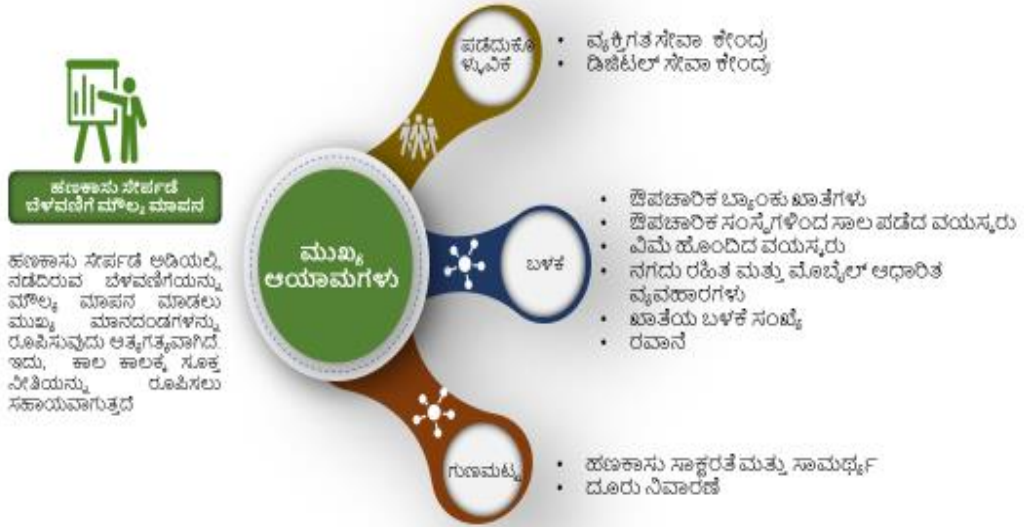 ಹಣಕಾಸು ಸೇರ್ಪಡೆ
ಬೆಳವಣಿಗೆ ಮೌಲ್ಯ ಮಾಪನ
ಹಣಕಾಸು ಸೇರ್ಪಡೆ ಅಡಿಯಲ್ಲಿ
ನಡೆದಿರುವ ಬೆಳವಣಿಗೆಯನ್ನು
ಮೌಲ್ಯ ಮಾಪನ ಮಾಡಲು
ಮುಖ್ಯ ಮಾನದಂಡಗಳನ್ನು
ರೂಪಿಸುವುದು ಅತ್ಯಗತ್ಯವಾಗಿದೆ.
ಇದು, ಕಾಲ ಕಾಲಕ್ಕೆ ಸೂಕ್ತ
ನೀತಿಯನ್ನು ರೂಪಿಸಲು
ಸಹಾಯವಾಗುತ್ತದೆ
ಮುಖ್ಯ
ಆಯಾಮಗಳು
ಪಡೆದುಕೊ
ಳ್ಳುವಿಕೆ
• ವ್ಯಕ್ತಿಗತ ಸೇವಾ ಕೇಂದ್ರ
• ಡಿಜಿಟಲ್ ಸೇವಾ ಕೇಂದ್ರ
ಬಳಕೆ
• ಔಪಚಾರಿಕ ಬ್ಯಾಂಕು ಖಾತೆಗಳು
• ಔಪಚಾರಿಕ ಸಂಸ್ಥೆಗಳಿಂದ ಸಾಲ ಪಡೆದ ವಯಸ್ಕರು
• ವಿಮೆ ಹೊಂದಿದ ವಯಸ್ಕರು
• ನಗದು ರಹಿತ ಮತ್ತು ಮೊಬೈಲ್ ಆಧಾರಿತ
ವ್ಯವಹಾರಗಳು
• ಖಾತೆಯ ಬಳಕೆ ಸಂಖ್ಯೆ
• ರವಾನೆ
ಗುಣಮಟ್ಟ
• ಹಣಕಾಸು ಸಾಕ್ಷರತೆ ಮತ್ತು ಸಾಮರ್ಥ್ಯ
• ದೂರು ನಿವಾರಣೆ